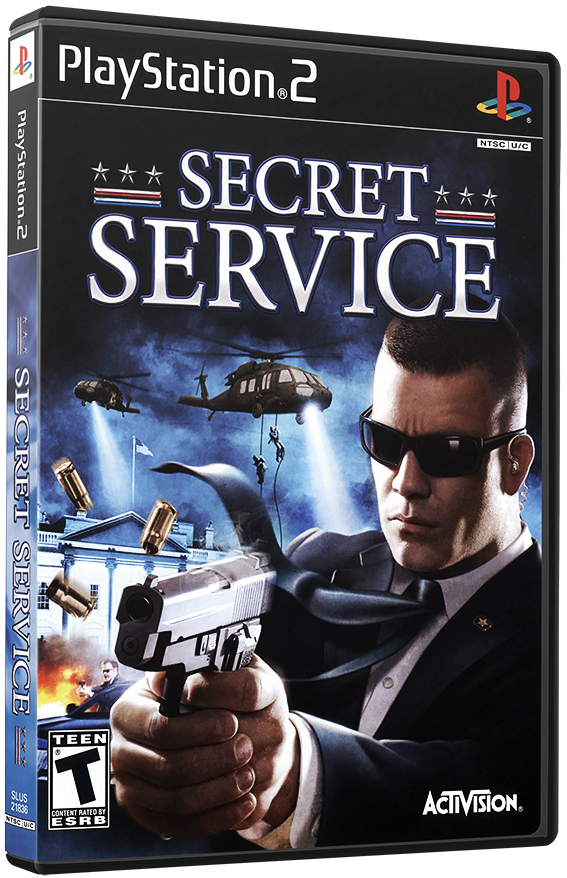 PlayStation®2
NTSC U/C
SECRET
SERVICE
TEEN
T
®
CONTENT RATED BY
ESRB
ACTIVISION®
PlayStation®2
SECRET SERVICE
SLUS
21836
NTSC U/C